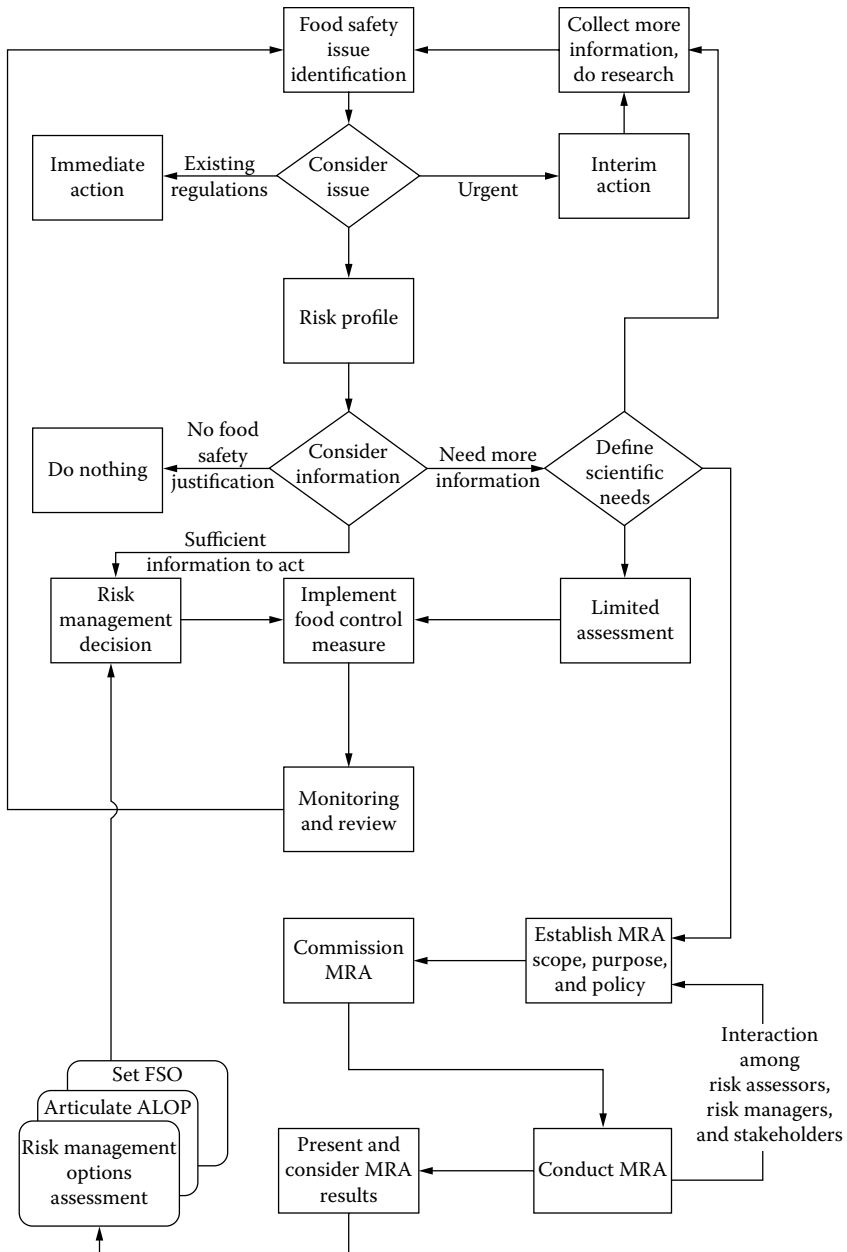 Food safety
issue
identification
Collect more
information,
do research
Immediate
action
Existing
regulations
Consider
issue
Urgent
Interim
action
Risk profile
Do nothing
No food
safety
justification
Consider
information
Need more
information
Define
scientific
needs
Sufficient
information to act
Risk
management
decision
Implement
food control
measure
Limited
assessment
Monitoring
and review
Commission
MRA
Establish MRA
scope, purpose,
and policy
Interaction
among
risk assessors,
risk managers,
and stakeholders
Set FSO
Articulate ALOP
Risk management
options
assessment
Present and
consider MRA
results
Conduct MRA